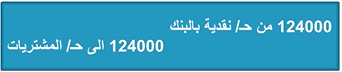 124000 من حـ/ نقدية بالبنك
124000 الى حـ/ المشتريات